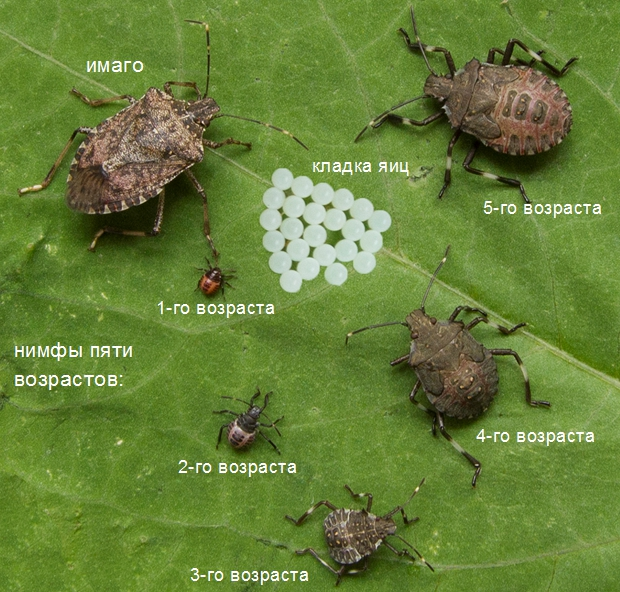 имаго
кладка яиц
5-го возраста
1-го возраста
нимфы пяти
возрастов:
4-го возраста
2-го возраста
3-го возраста